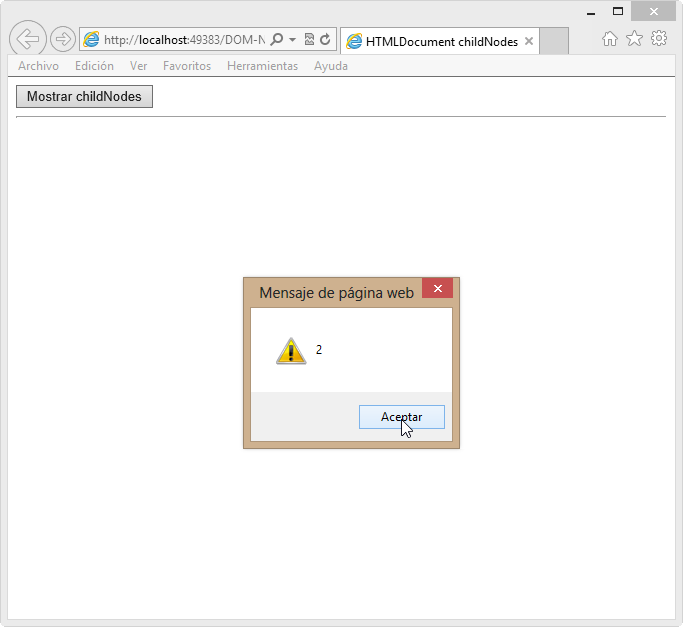 http://localhost:49383/DOM-N
HTMLDocument childNodes
Archivo Edición Ver Favoritos Herramientas Ayuda
Mostrar childNodes
Mensaje de página web
2
Aceptar